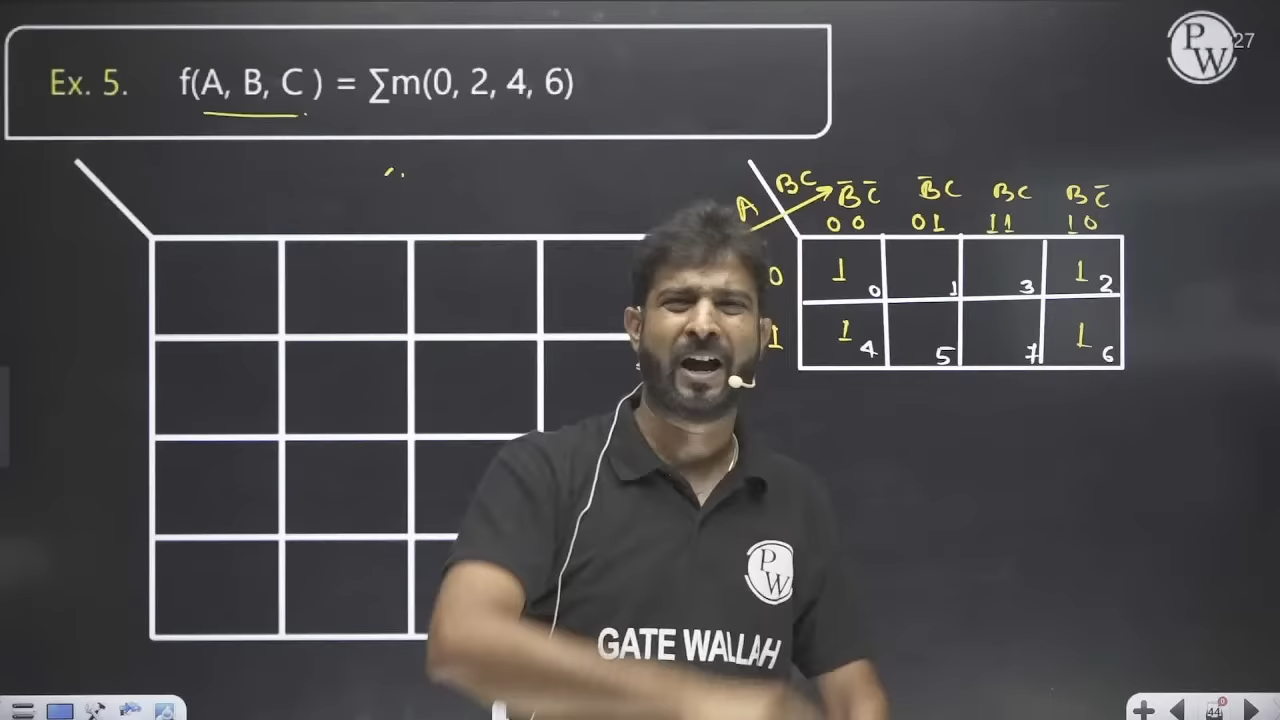 Ex. 5. f(A, B, C ) = ∑m(0, 2, 4, 6)
PW
27
A BC B̅C̅ B̅C BC BC̅
00 01 11 10
0 1 0 1 3 1 2
1 1 4 5 7 1 6
PW
GATE WALLAH
44